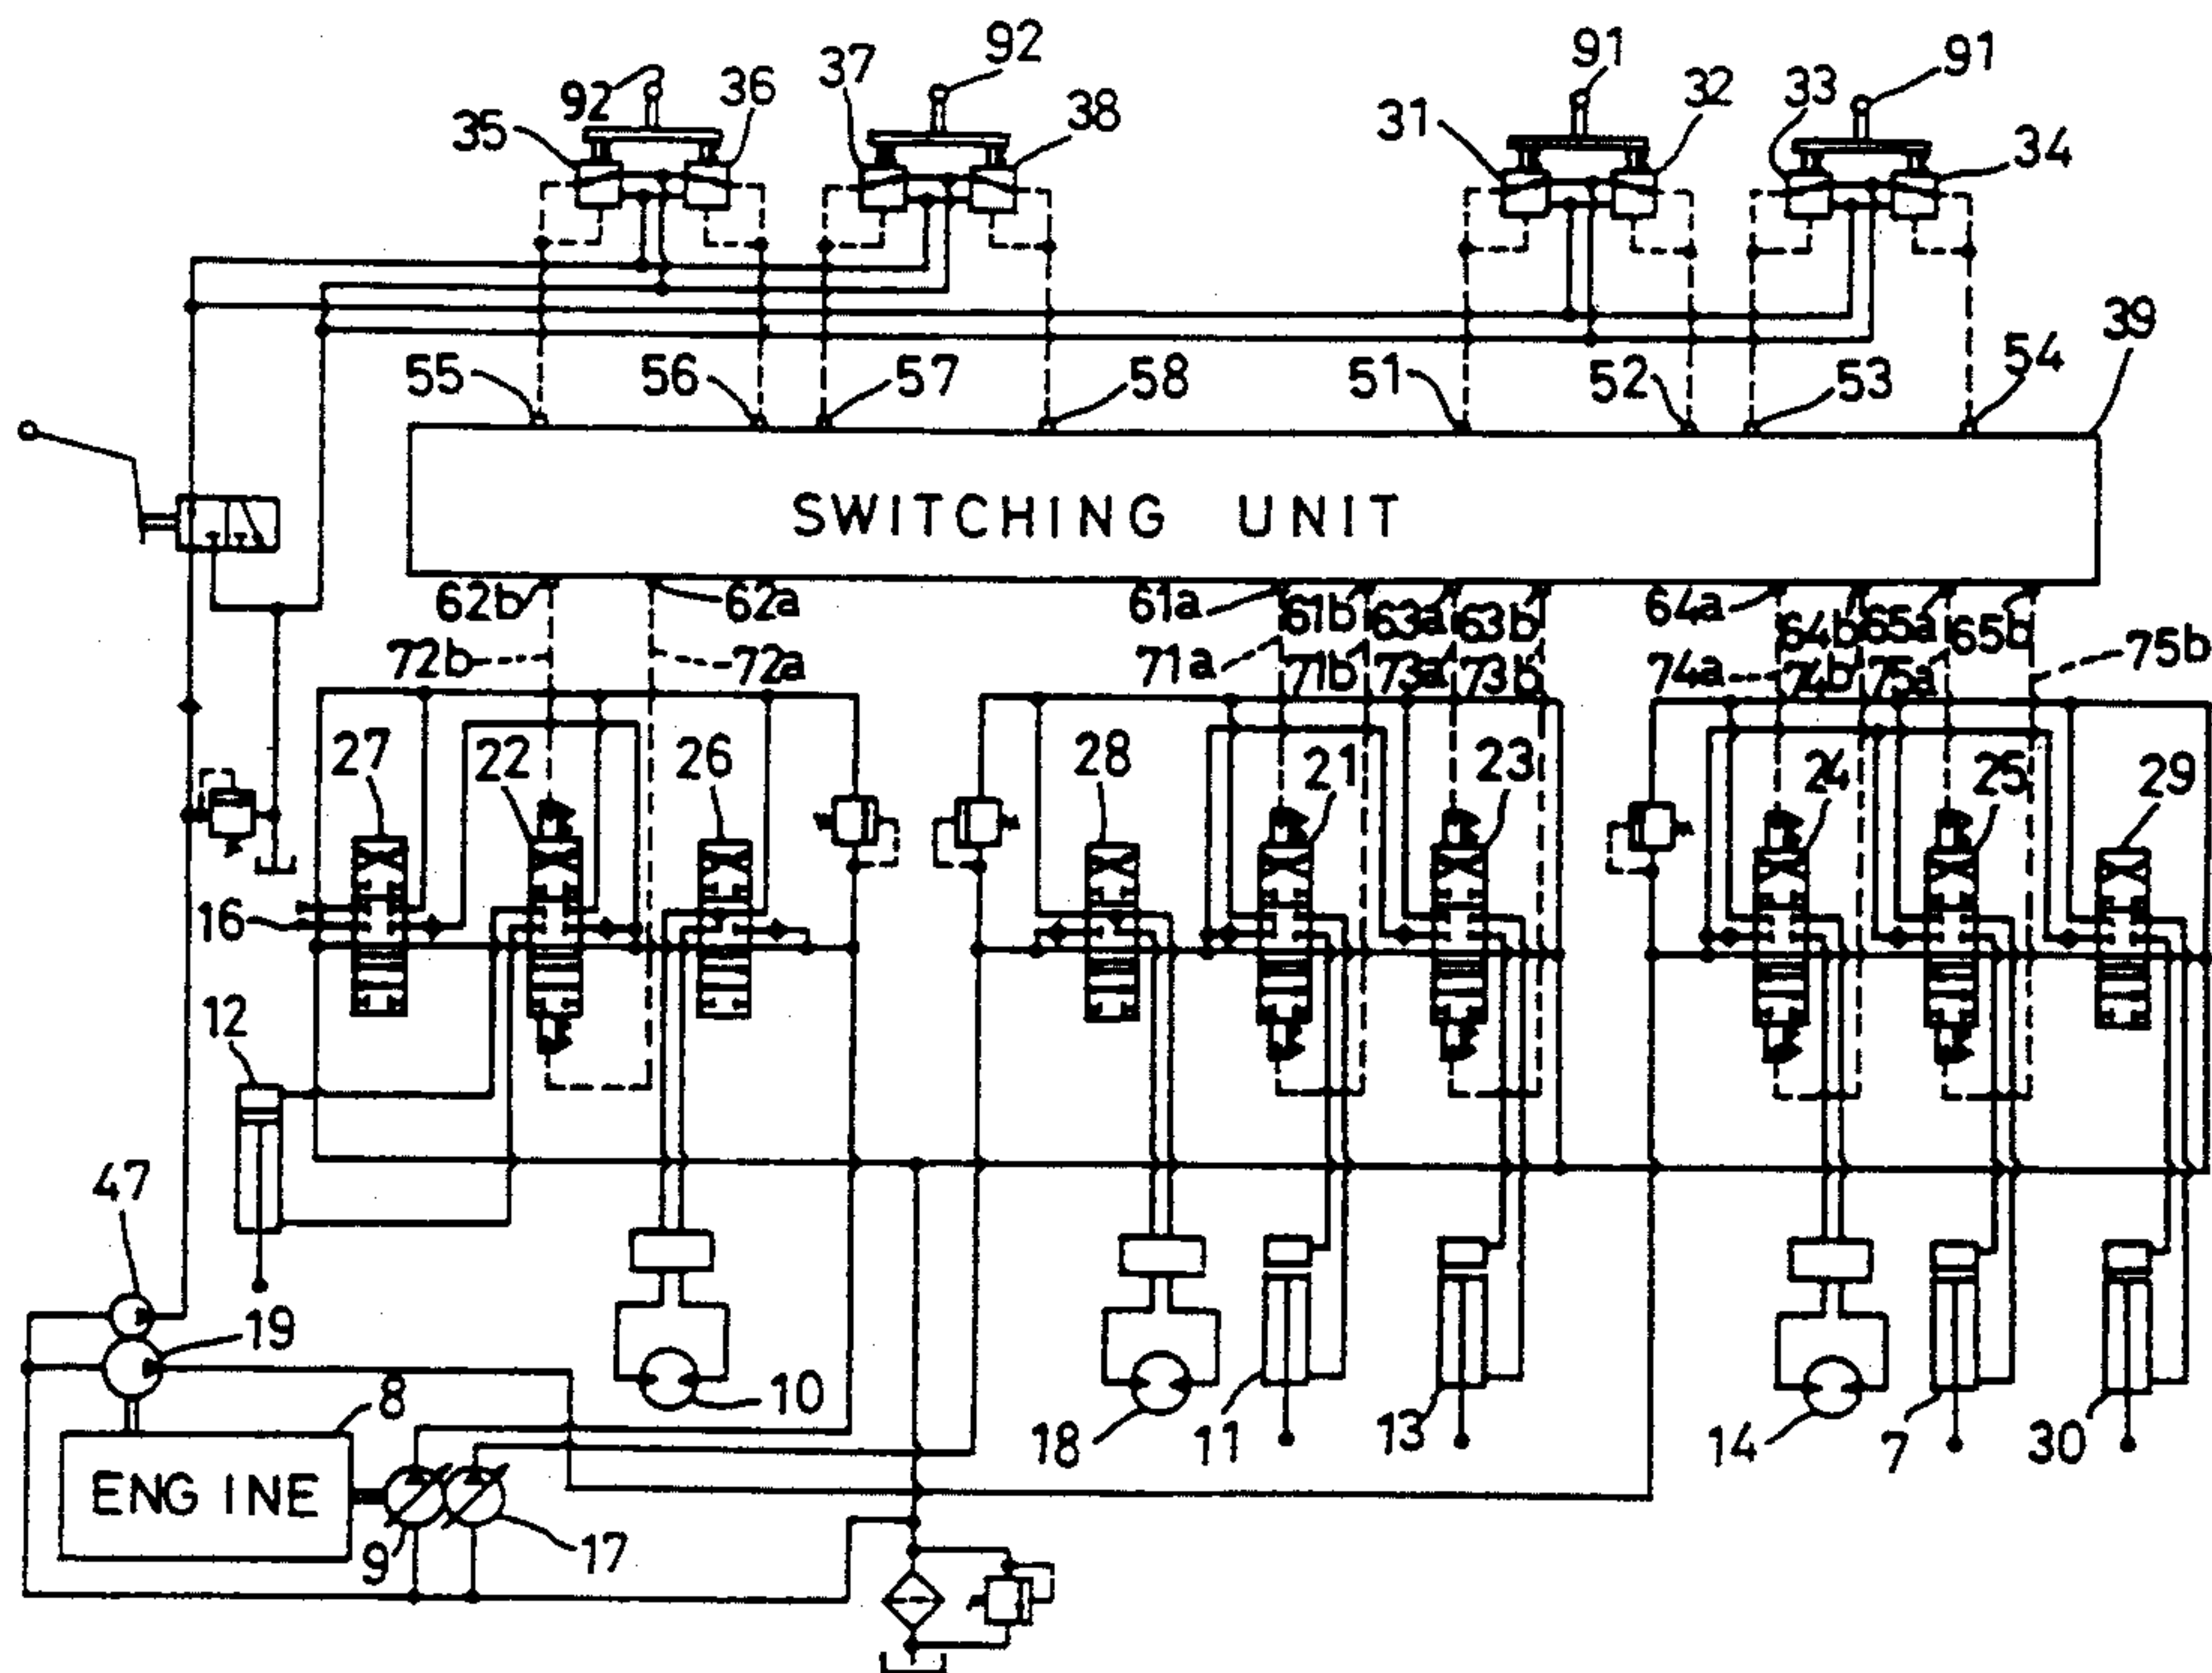 92 36 37 92 38 91 32 33 91
35 31 34
39
55 56 57 58 51 52 53 54
SWITCHING UNIT
62b 62a 61a 61b 63a 63b 64a 64b 65a 65b
72b 72a 71a 71b 73a 73b 74a 74b 75a 75b
27 22 26 28 21 23 24 25 29
16
12
47
19
8 10 18 11 13 14 7 30
ENGINE
9 17